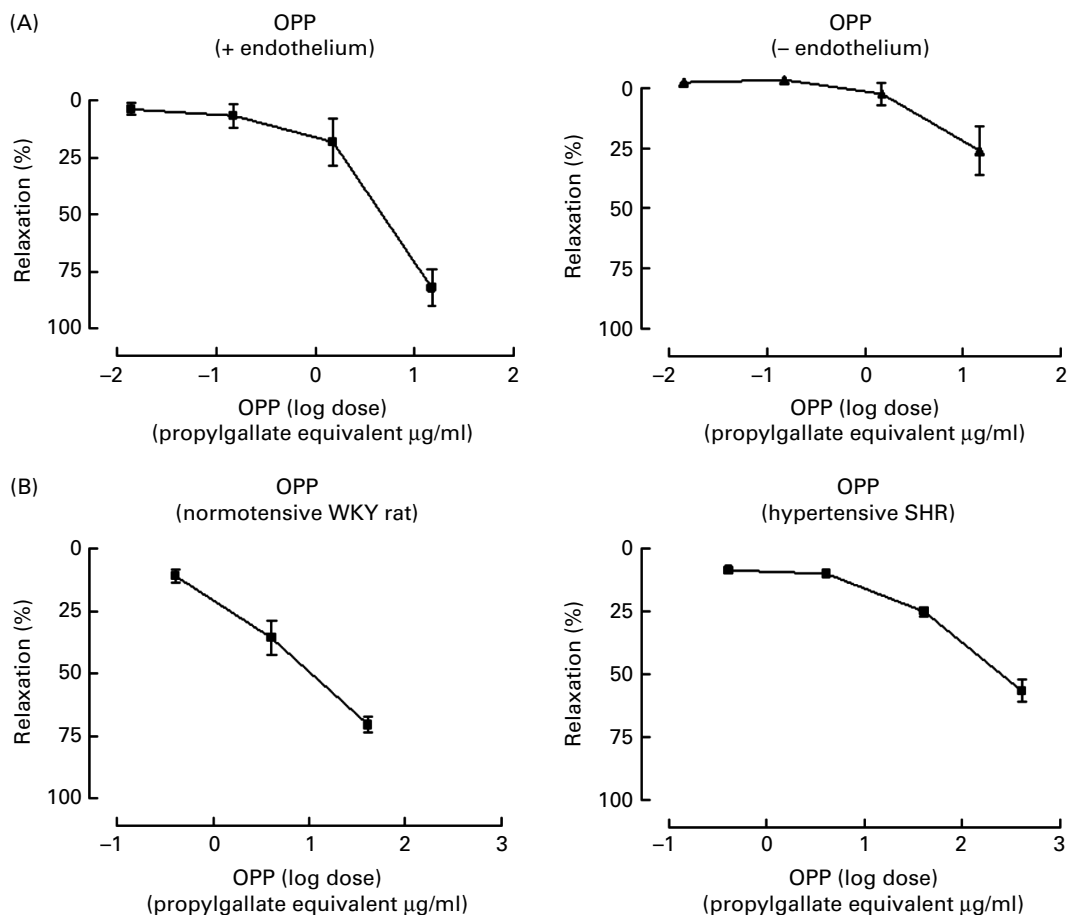 (A)
OPP
(+ endothelium)
0
25
50
75
100
Relaxation (%)
–2
–1
0
1
2
OPP (log dose)
(propylgallate equivalent µg/ml)
OPP
(– endothelium)
0
25
50
75
100
Relaxation (%)
–2
–1
0
1
2
OPP (log dose)
(propylgallate equivalent µg/ml)
(B)
OPP
(normotensive WKY rat)
0
25
50
75
100
Relaxation (%)
–1
0
1
2
3
OPP (log dose)
(propylgallate equivalent µg/ml)
OPP
(hypertensive SHR)
0
25
50
75
100
Relaxation (%)
–1
0
1
2
3
OPP (log dose)
(propylgallate equivalent µg/ml)